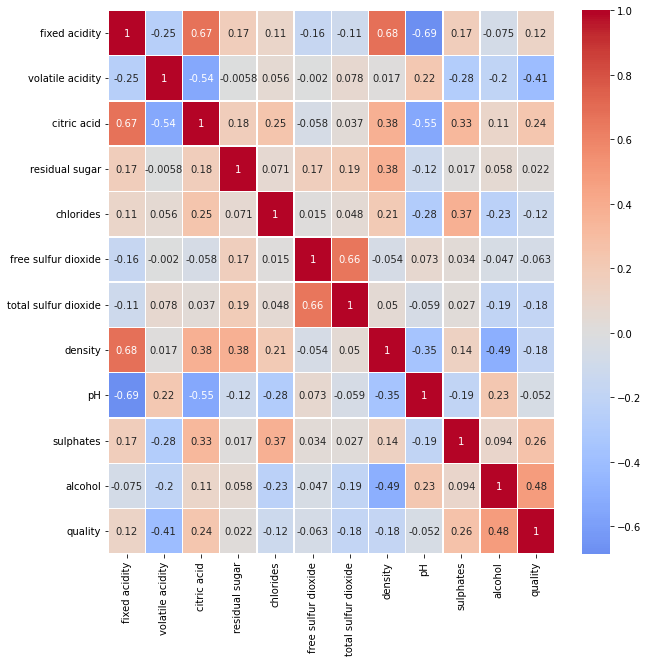 fixed acidity 1 -0.25 0.67 0.17 0.11 -0.16 -0.11 0.68 -0.69 0.17 -0.075 0.12
volatile acidity -0.25 1 -0.54 -0.0058 0.056 -0.002 0.078 0.017 0.22 -0.28 -0.2 -0.41
citric acid 0.67 -0.54 1 0.18 0.25 -0.058 0.037 0.38 -0.55 0.33 0.11 0.24
residual sugar 0.17 -0.0058 0.18 1 0.071 0.17 0.19 0.38 -0.12 0.017 0.058 0.022
chlorides 0.11 0.056 0.25 0.071 1 0.015 0.048 0.21 -0.28 0.37 -0.23 -0.12
free sulfur dioxide -0.16 -0.002 -0.058 0.17 0.015 1 0.66 -0.054 0.073 0.034 -0.047 -0.063
total sulfur dioxide -0.11 0.078 0.037 0.19 0.048 0.66 1 0.05 -0.059 0.027 -0.19 -0.18
density 0.68 0.017 0.38 0.38 0.21 -0.054 0.05 1 -0.35 0.14 -0.49 -0.18
pH -0.69 0.22 -0.55 -0.12 -0.28 0.073 -0.059 -0.35 1 -0.19 0.23 -0.052
sulphates 0.17 -0.28 0.33 0.017 0.37 0.034 0.027 0.14 -0.19 1 0.094 0.26
alcohol -0.075 -0.2 0.11 0.058 -0.23 -0.047 -0.19 -0.49 0.23 0.094 1 0.48
quality 0.12 -0.41 0.24 0.022 -0.12 -0.063 -0.18 -0.18 -0.052 0.26 0.48 1
fixed acidity
volatile acidity
citric acid
residual sugar
chlorides
free sulfur dioxide
total sulfur dioxide
density
pH
sulphates
alcohol
quality
1.0
0.8
0.6
0.4
0.2
0.0
−0.2
−0.4
−0.6